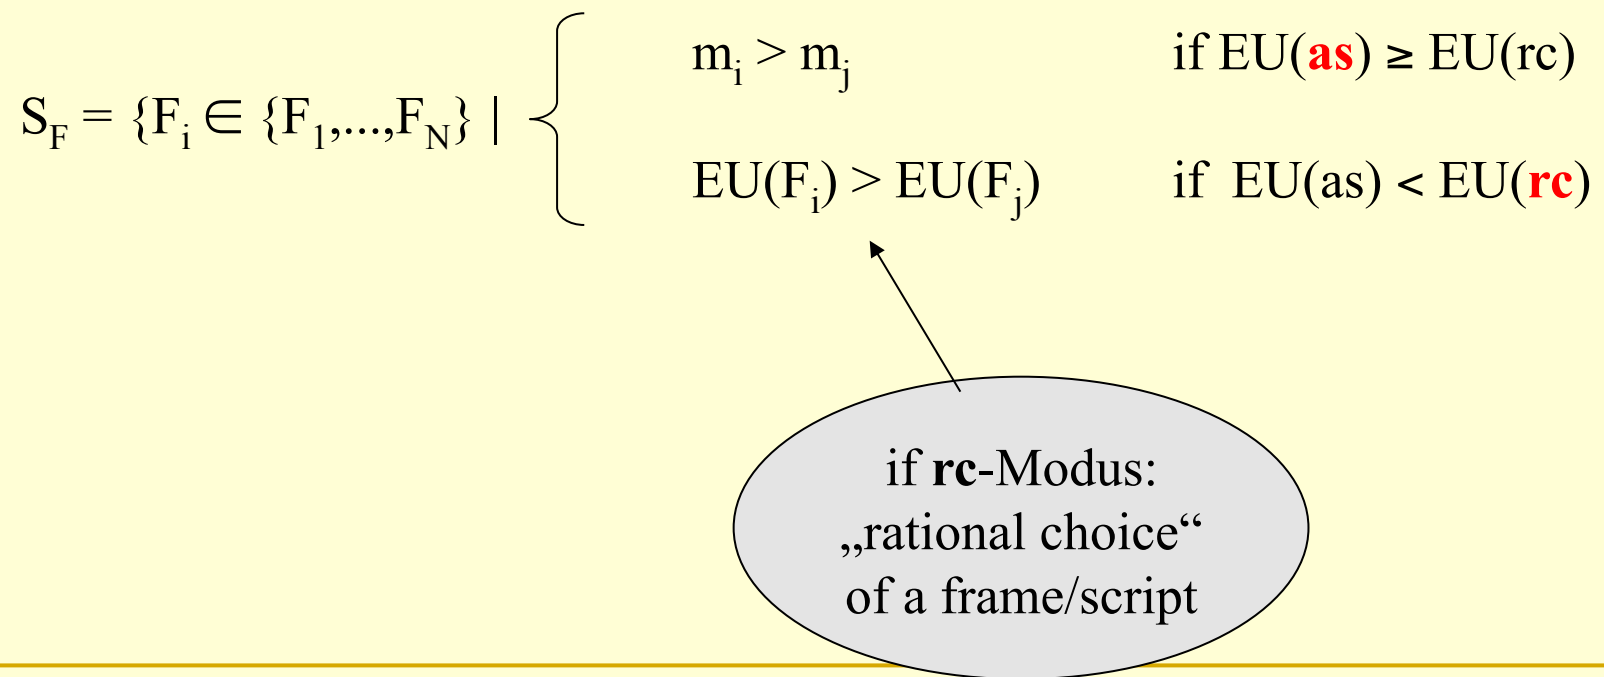 m_i > m_j if EU(as) ≥ EU(rc)
S_F = {F_i ∈ {F_1,...,F_N} |
EU(F_i) > EU(F_j) if EU(as) < EU(rc)
if rc-Modus:
„rational choice“
of a frame/script